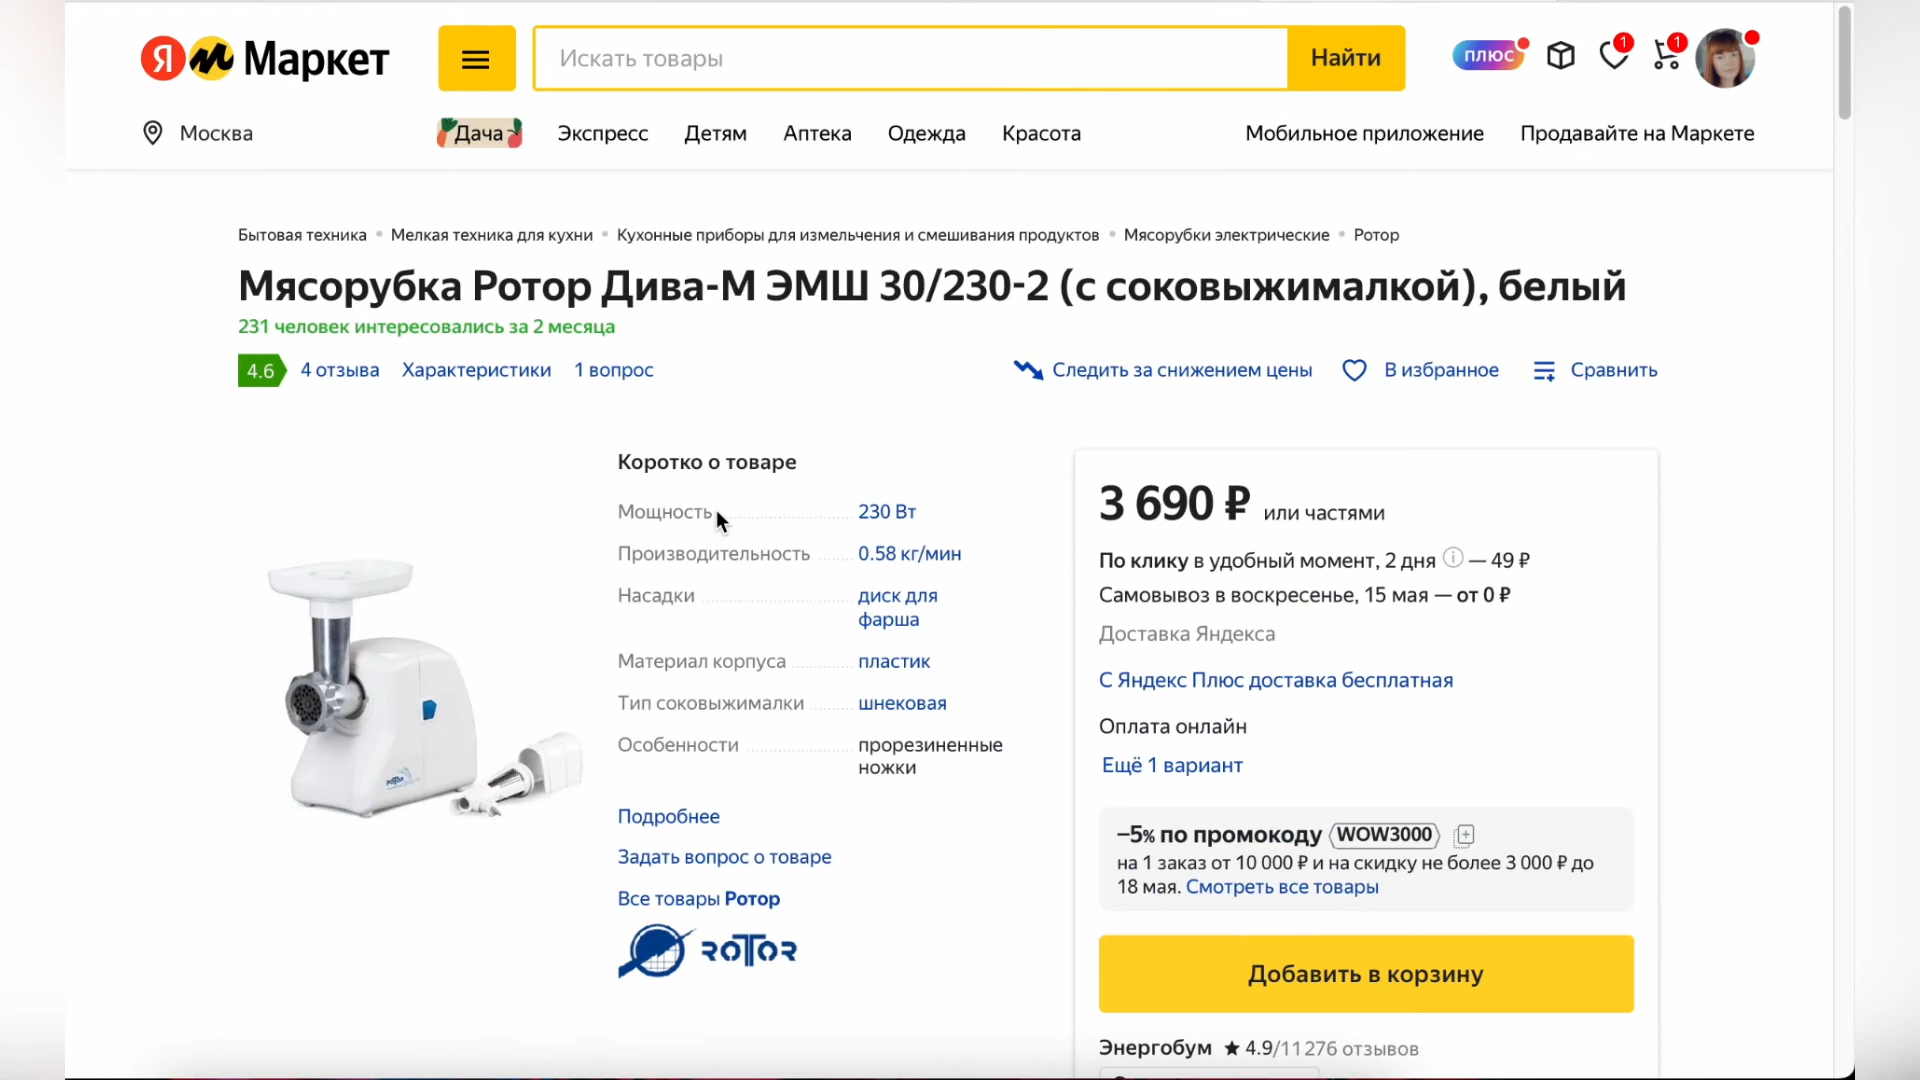 Я Маркет
Искать товары
Найти
плюс
1
1
Москва
Дача
Экспресс
Детям
Аптека
Одежда
Красота
Мобильное приложение
Продавайте на Маркете
Бытовая техника • Мелкая техника для кухни • Кухонные приборы для измельчения и смешивания продуктов • Мясорубки электрические • Ротор
Мясорубка Ротор Дива-М ЭМШ 30/230-2 (с соковыжималкой), белый
231 человек интересовались за 2 месяца
4.6 4 отзыва Характеристики 1 вопрос
Следить за снижением цены В избранное Сравнить
Коротко о товаре
Мощность 230 Вт
Производительность 0.58 кг/мин
Насадки диск для
фарша
Материал корпуса пластик
Тип соковыжималки шнековая
Особенности прорезиненные
ножки
Подробнее
Задать вопрос о товаре
Все товары Ротор
ROTOR
ROTOR
3 690 ₽ или частями
По клику в удобный момент, 2 дня — 49 ₽
Самовывоз в воскресенье, 15 мая — от 0 ₽
Доставка Яндекса
С Яндекс Плюс доставка бесплатная
Оплата онлайн
Ещё 1 вариант
−5% по промокоду WOW3000
на 1 заказ от 10 000 ₽ и на скидку не более 3 000 ₽ до
18 мая. Смотреть все товары
Добавить в корзину
Энергобум ★ 4.9/11 276 отзывов